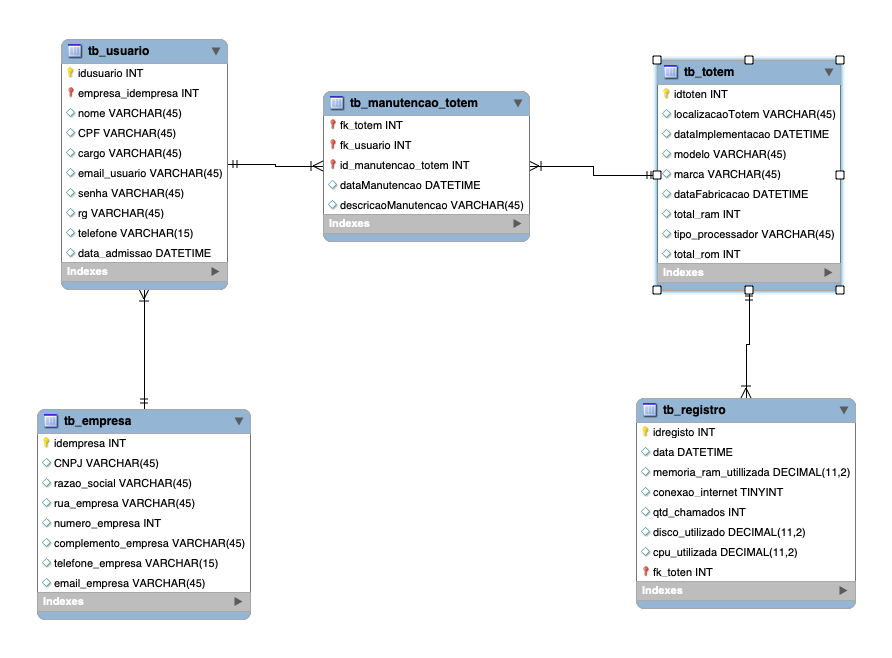 tb_usuario
idusuario INT
empresa_idempresa INT
nome VARCHAR(45)
CPF VARCHAR(45)
cargo VARCHAR(45)
email_usuario VARCHAR(45)
senha VARCHAR(45)
rg VARCHAR(45)
telefone VARCHAR(15)
data_admissao DATETIME
Indexes
tb_manutencao_totem
fk_totem INT
fk_usuario INT
id_manutencao_totem INT
dataManutencao DATETIME
descricaoManutencao VARCHAR(45)
Indexes
tb_totem
idtoten INT
localizacaoTotem VARCHAR(45)
dataImplementacao DATETIME
modelo VARCHAR(45)
marca VARCHAR(45)
dataFabricacao DATETIME
total_ram INT
tipo_processador VARCHAR(45)
total_rom INT
Indexes
tb_empresa
idempresa INT
CNPJ VARCHAR(45)
razao_social VARCHAR(45)
rua_empresa VARCHAR(45)
numero_empresa INT
complemento_empresa VARCHAR(45)
telefone_empresa VARCHAR(15)
email_empresa VARCHAR(45)
Indexes
tb_registro
idregisto INT
data DATETIME
memoria_ram_utillizada DECIMAL(11,2)
conexao_internet TINYINT
qtd_chamados INT
disco_utilizado DECIMAL(11,2)
cpu_utilizada DECIMAL(11,2)
fk_toten INT
Indexes